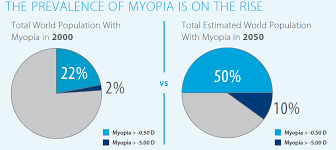 THE PREVALENCE OF MYOPIA IS ON THE RISE
Total World Population With
Myopia in 2000
22%
2%
Myopia > -0.50 D
Myopia > -5.00 D
VS
Total Estimated World Population
With Myopia in 2050
50%
10%
Myopia > -0.50 D
Myopia > -5.00 D